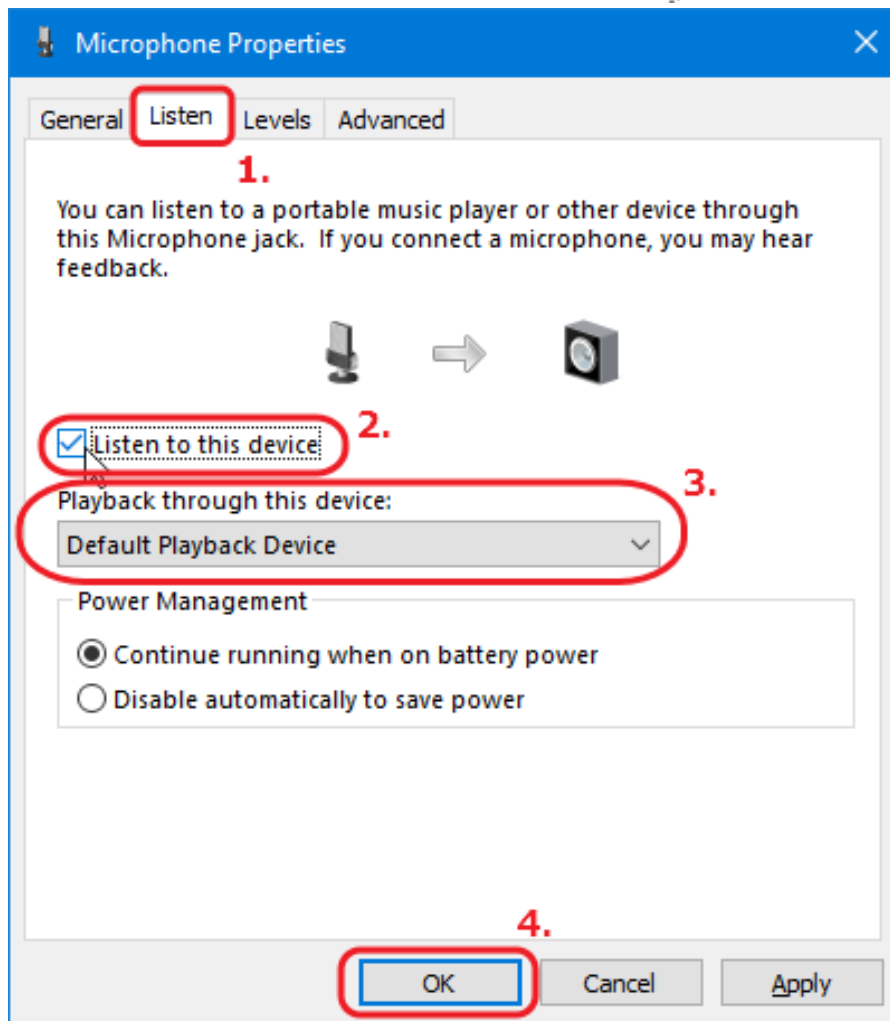 Microphone Properties
General Listen Levels Advanced
1.
You can listen to a portable music player or other device through
this Microphone jack.  If you connect a microphone, you may hear
feedback.
Listen to this device
2.
Playback through this device:
3.
Default Playback Device
Power Management
Continue running when on battery power
Disable automatically to save power
4.
OK Cancel Apply